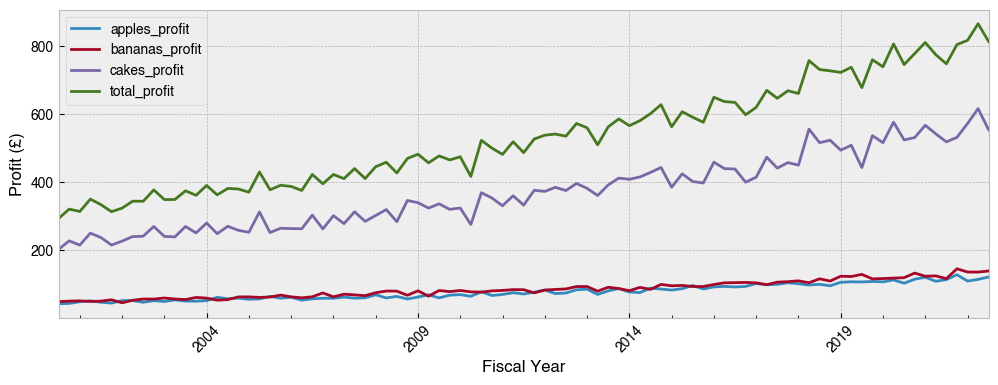 apples_profit
bananas_profit
cakes_profit
total_profit
Profit (£)
800
600
400
200
2004
2009
2014
2019
Fiscal Year